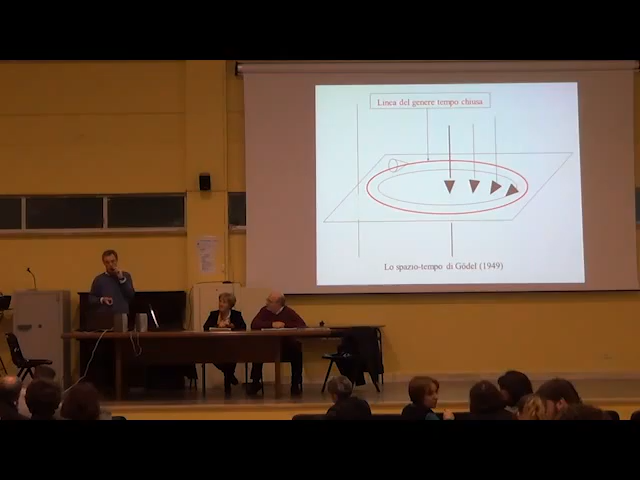 Linea del genere tempo chiusa
Lo spazio-tempo di Gödel (1949)